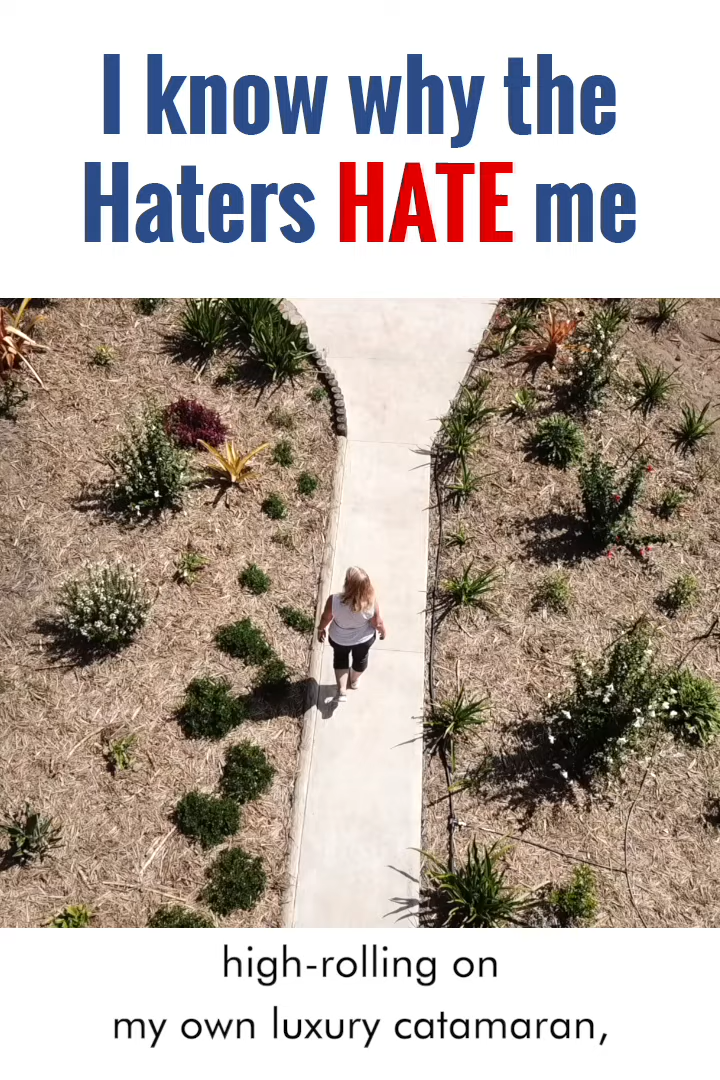 I know why the
Haters HATE me
high-rolling on
my own luxury catamaran,